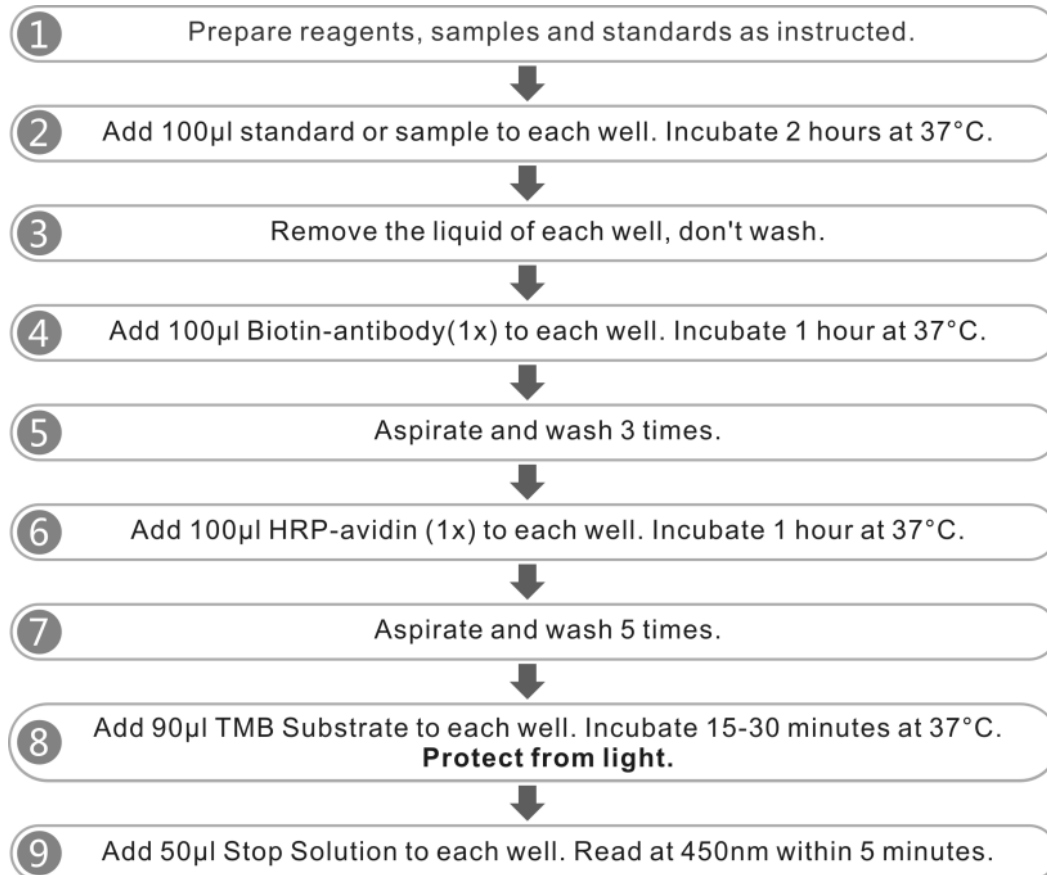 1 Prepare reagents, samples and standards as instructed.
2 Add 100µl standard or sample to each well. Incubate 2 hours at 37°C.
3 Remove the liquid of each well, don't wash.
4 Add 100µl Biotin-antibody(1x) to each well. Incubate 1 hour at 37°C.
5 Aspirate and wash 3 times.
6 Add 100µl HRP-avidin (1x) to each well. Incubate 1 hour at 37°C.
7 Aspirate and wash 5 times.
8 Add 90µl TMB Substrate to each well. Incubate 15-30 minutes at 37°C.
Protect from light.
9 Add 50µl Stop Solution to each well. Read at 450nm within 5 minutes.